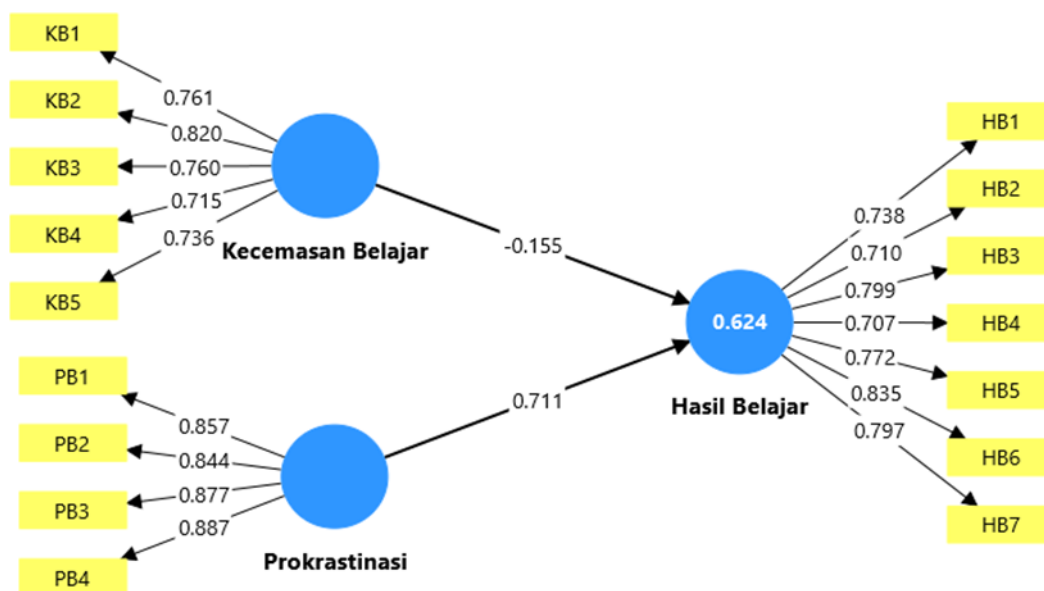 KB1
KB2
KB3
KB4
KB5
0.761
0.820
0.760
0.715
0.736
Kecemasan Belajar
-0.155
PB1
PB2
PB3
PB4
0.857
0.844
0.877
0.887
Prokrastinasi
0.711
0.624
Hasil Belajar
0.738
0.710
0.799
0.707
0.772
0.835
0.797
HB1
HB2
HB3
HB4
HB5
HB6
HB7